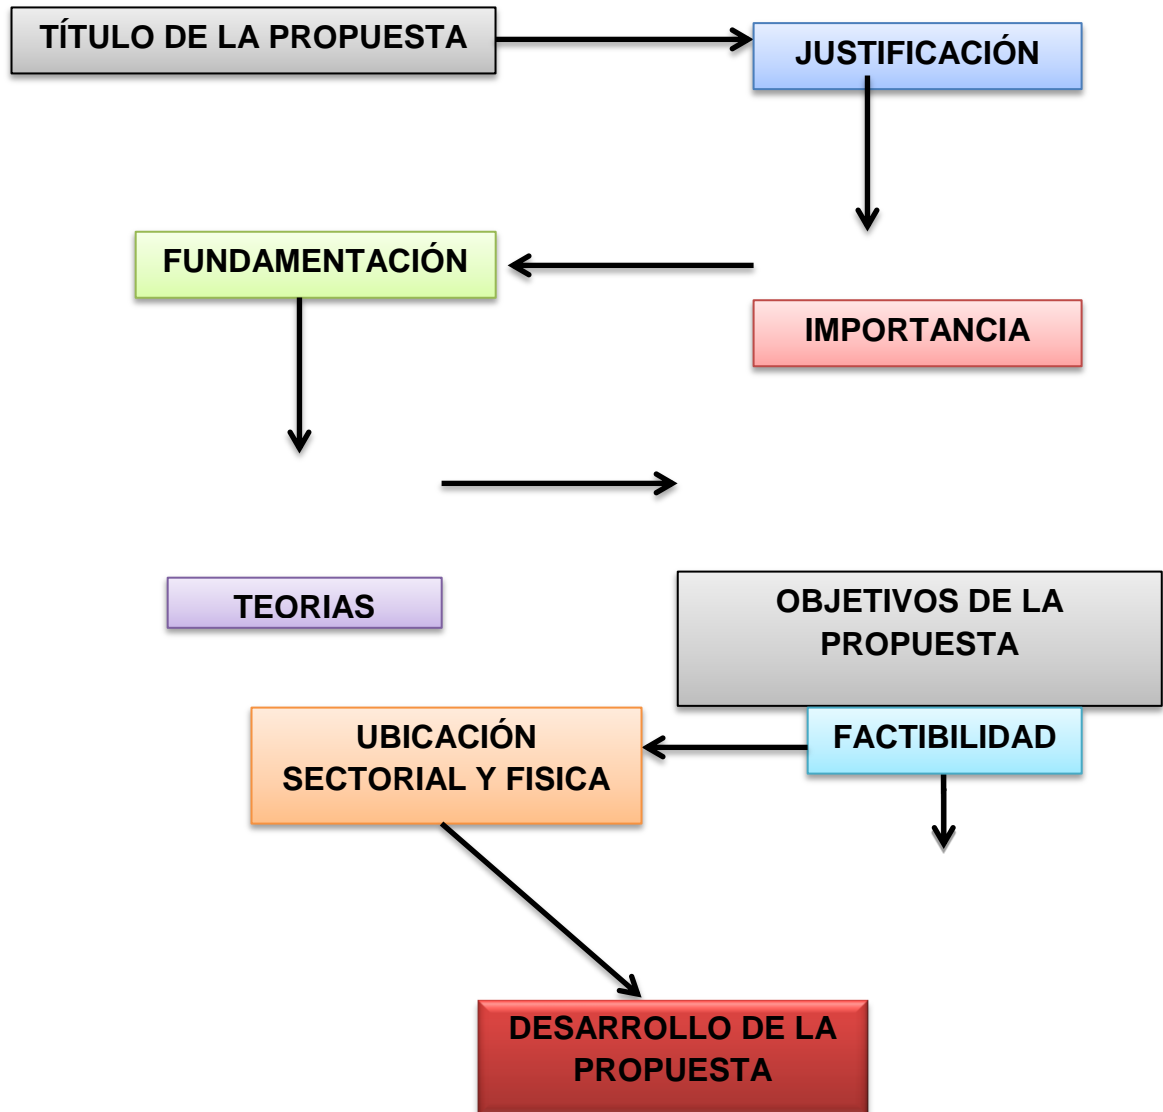 TÍTULO DE LA PROPUESTA
JUSTIFICACIÓN
FUNDAMENTACIÓN
IMPORTANCIA
TEORIAS
OBJETIVOS DE LA
PROPUESTA
UBICACIÓN
SECTORIAL Y FISICA
FACTIBILIDAD
DESARROLLO DE LA
PROPUESTA